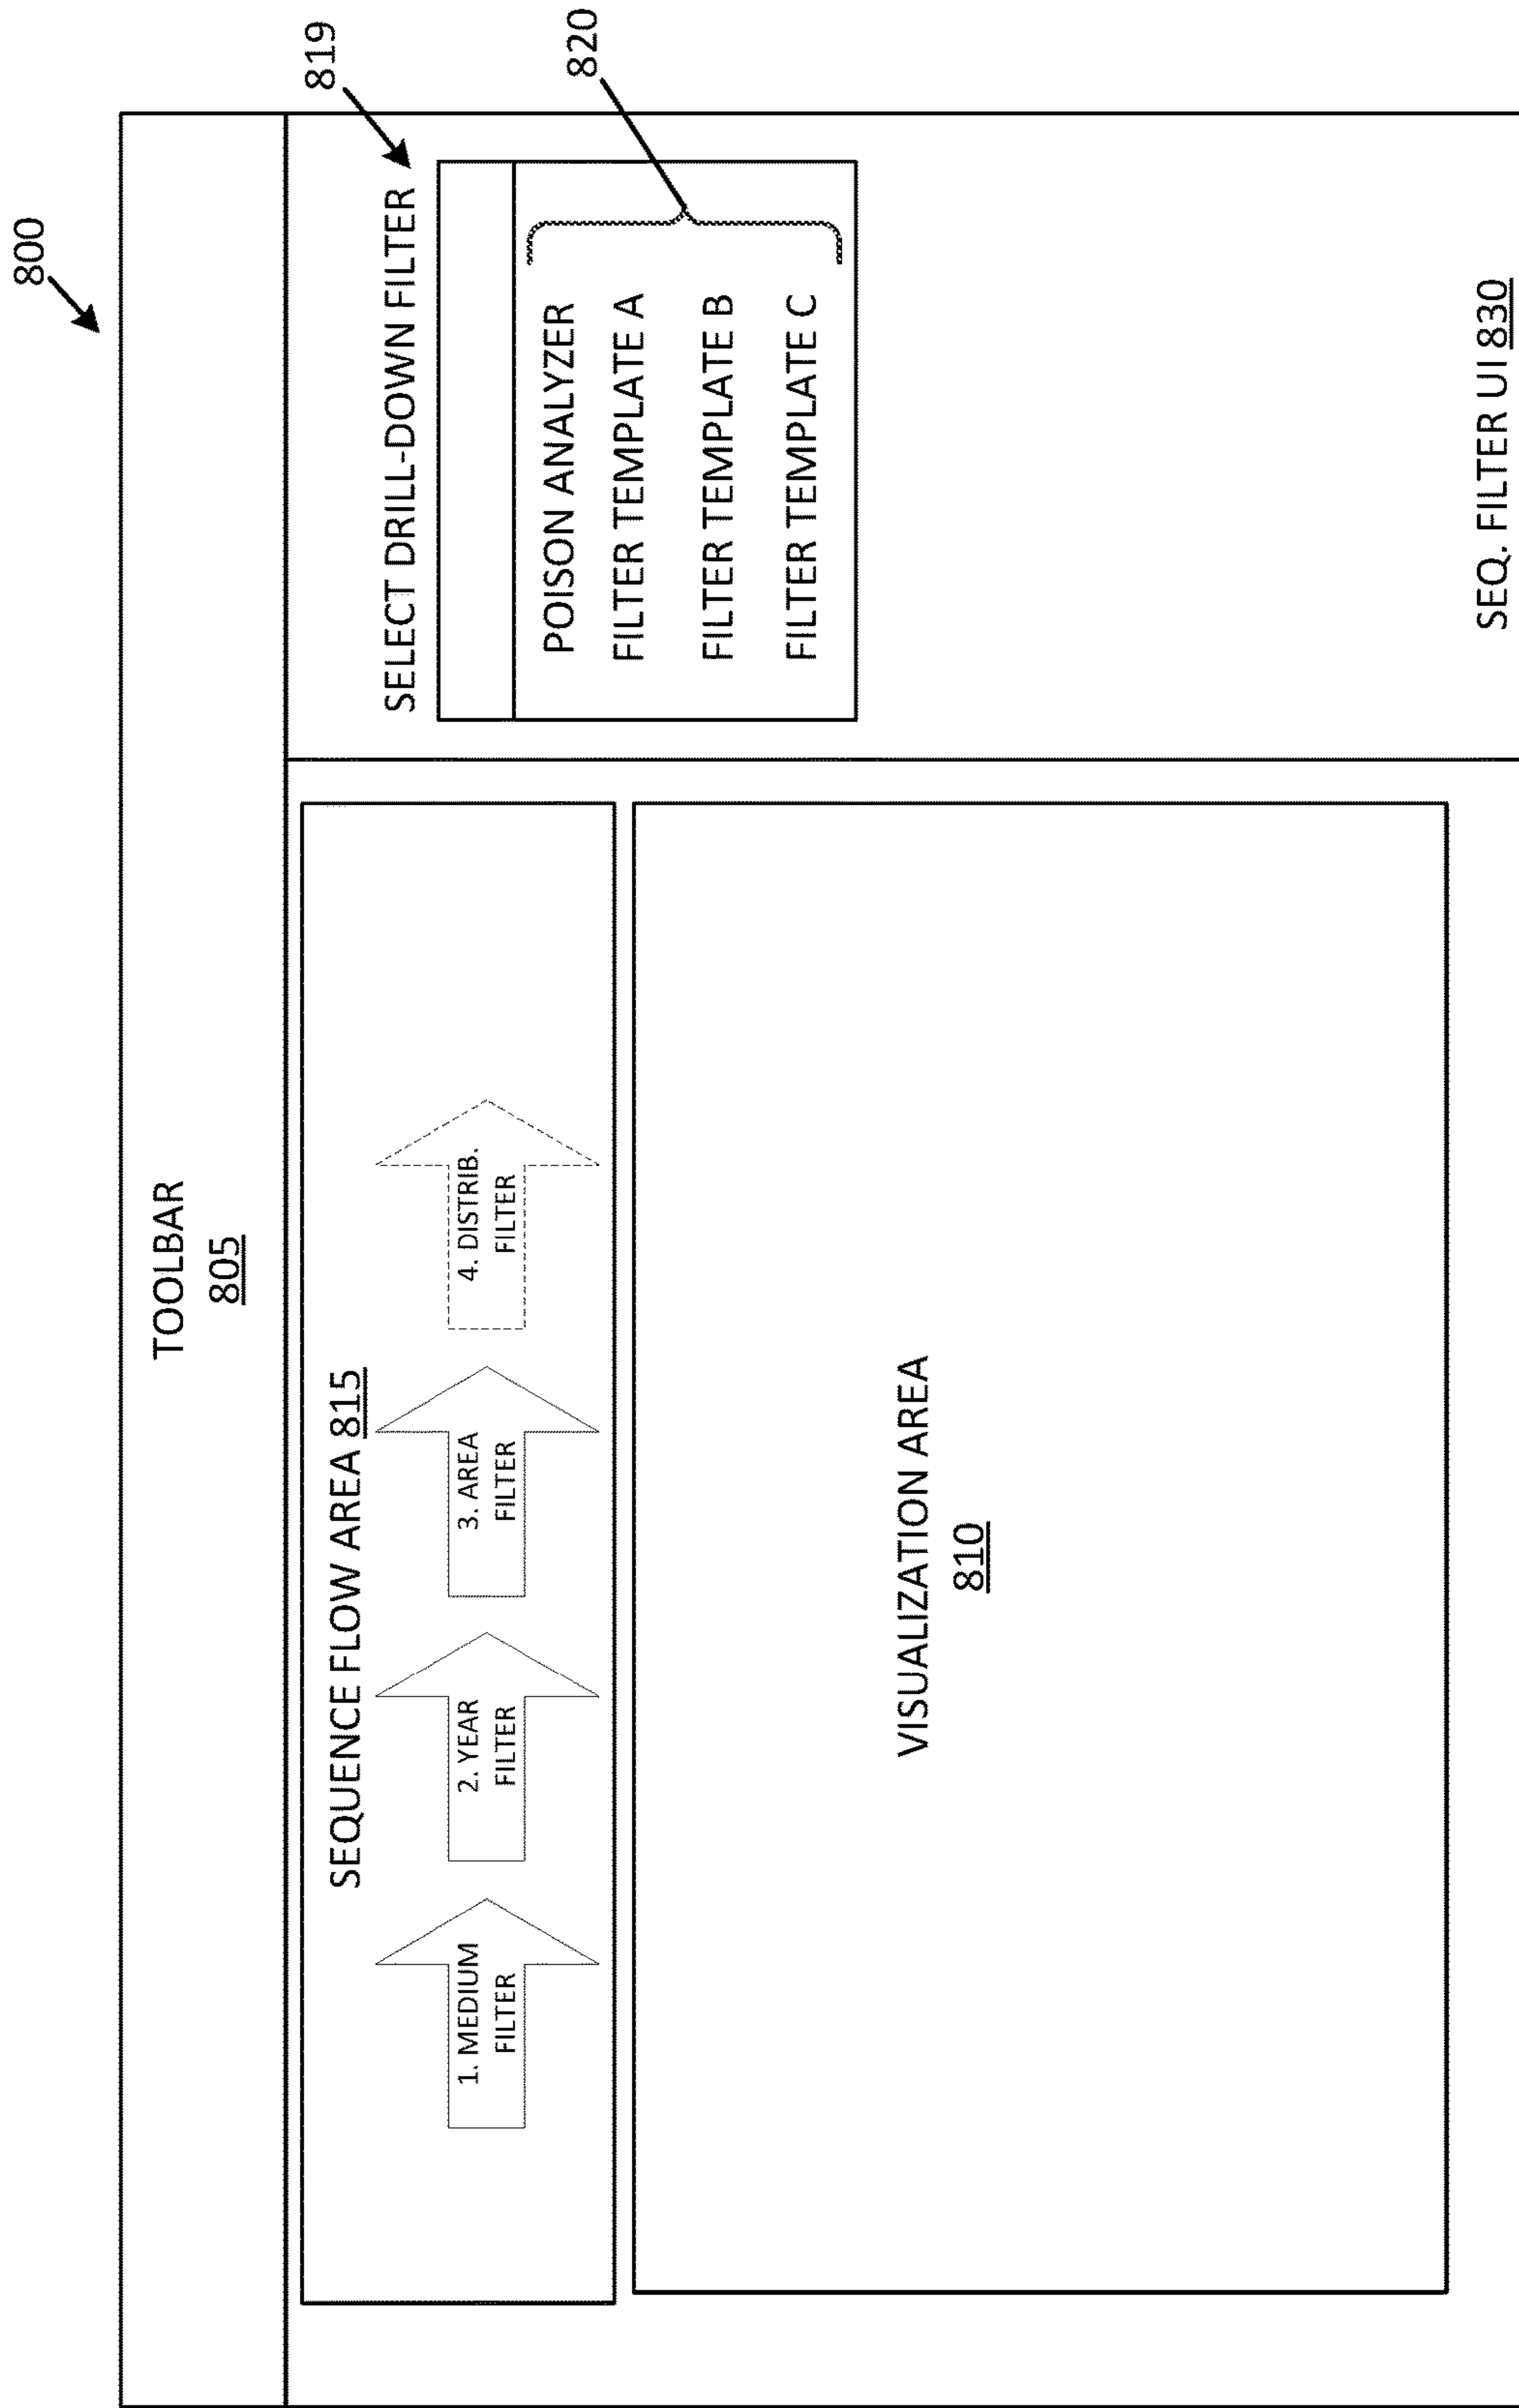 800
TOOLBAR
805
SEQUENCE FLOW AREA 815
1. MEDIUM
FILTER
2. YEAR
FILTER
3. AREA
FILTER
4. DISTRIB.
FILTER
VISUALIZATION AREA
810
SELECT DRILL-DOWN FILTER
819
POISON ANALYZER
FILTER TEMPLATE A
FILTER TEMPLATE B
FILTER TEMPLATE C
820
SEQ. FILTER UI 830